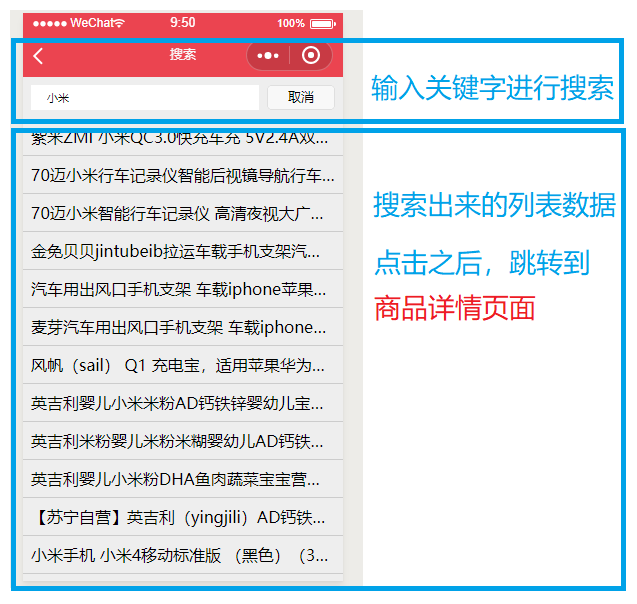 WeChat 9:50 100%
搜索
小米 取消
输入关键字进行搜索
紫米ZMI 小米QC3.0快充车充 5V2.4A双...
70迈小米行车记录仪智能后视镜导航行车...
70迈小米智能行车记录仪 高清夜视大广...
金免贝贝jintubeib拉运车载手机支架汽...
汽车用出风口手机支架 车载iphone苹果...
麦芽汽车用出风口手机支架 车载iphone...
风帆（sail） Q1 充电宝，适用苹果华为...
英吉利婴儿小米米粉AD钙铁锌婴幼儿宝...
英吉利米粉婴儿米粉米糊婴幼儿AD钙铁...
英吉利婴儿小米粉DHA鱼肉蔬菜宝宝营...
【苏宁自营】英吉利（yingjili）AD钙铁...
小米手机 小米4移动标准版 （黑色）（3...
搜索出来的列表数据
点击之后，跳转到
商品详情页面